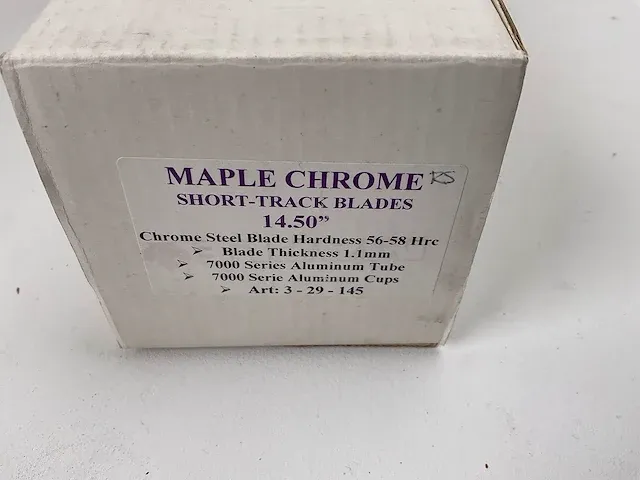 MAPLE CHROME RS
SHORT-TRACK BLADES
14.50”
Chrome Steel Blade Hardness 56-58 Hrc
➢ Blade Thickness 1.1mm
➢ 7000 Series Aluminum Tube
➢ 7000 Serie Aluminum Cups
➢ Art: 3 - 29 - 145